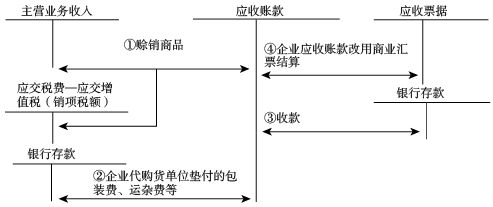 主营业务收入
应收账款
应收票据
①赊销商品
④企业应收账款改用商业汇
票结算
应交税费—应交增
值税（销项税额）
银行存款
③收款
银行存款
②企业代购货单位垫付的包
装费、运杂费等